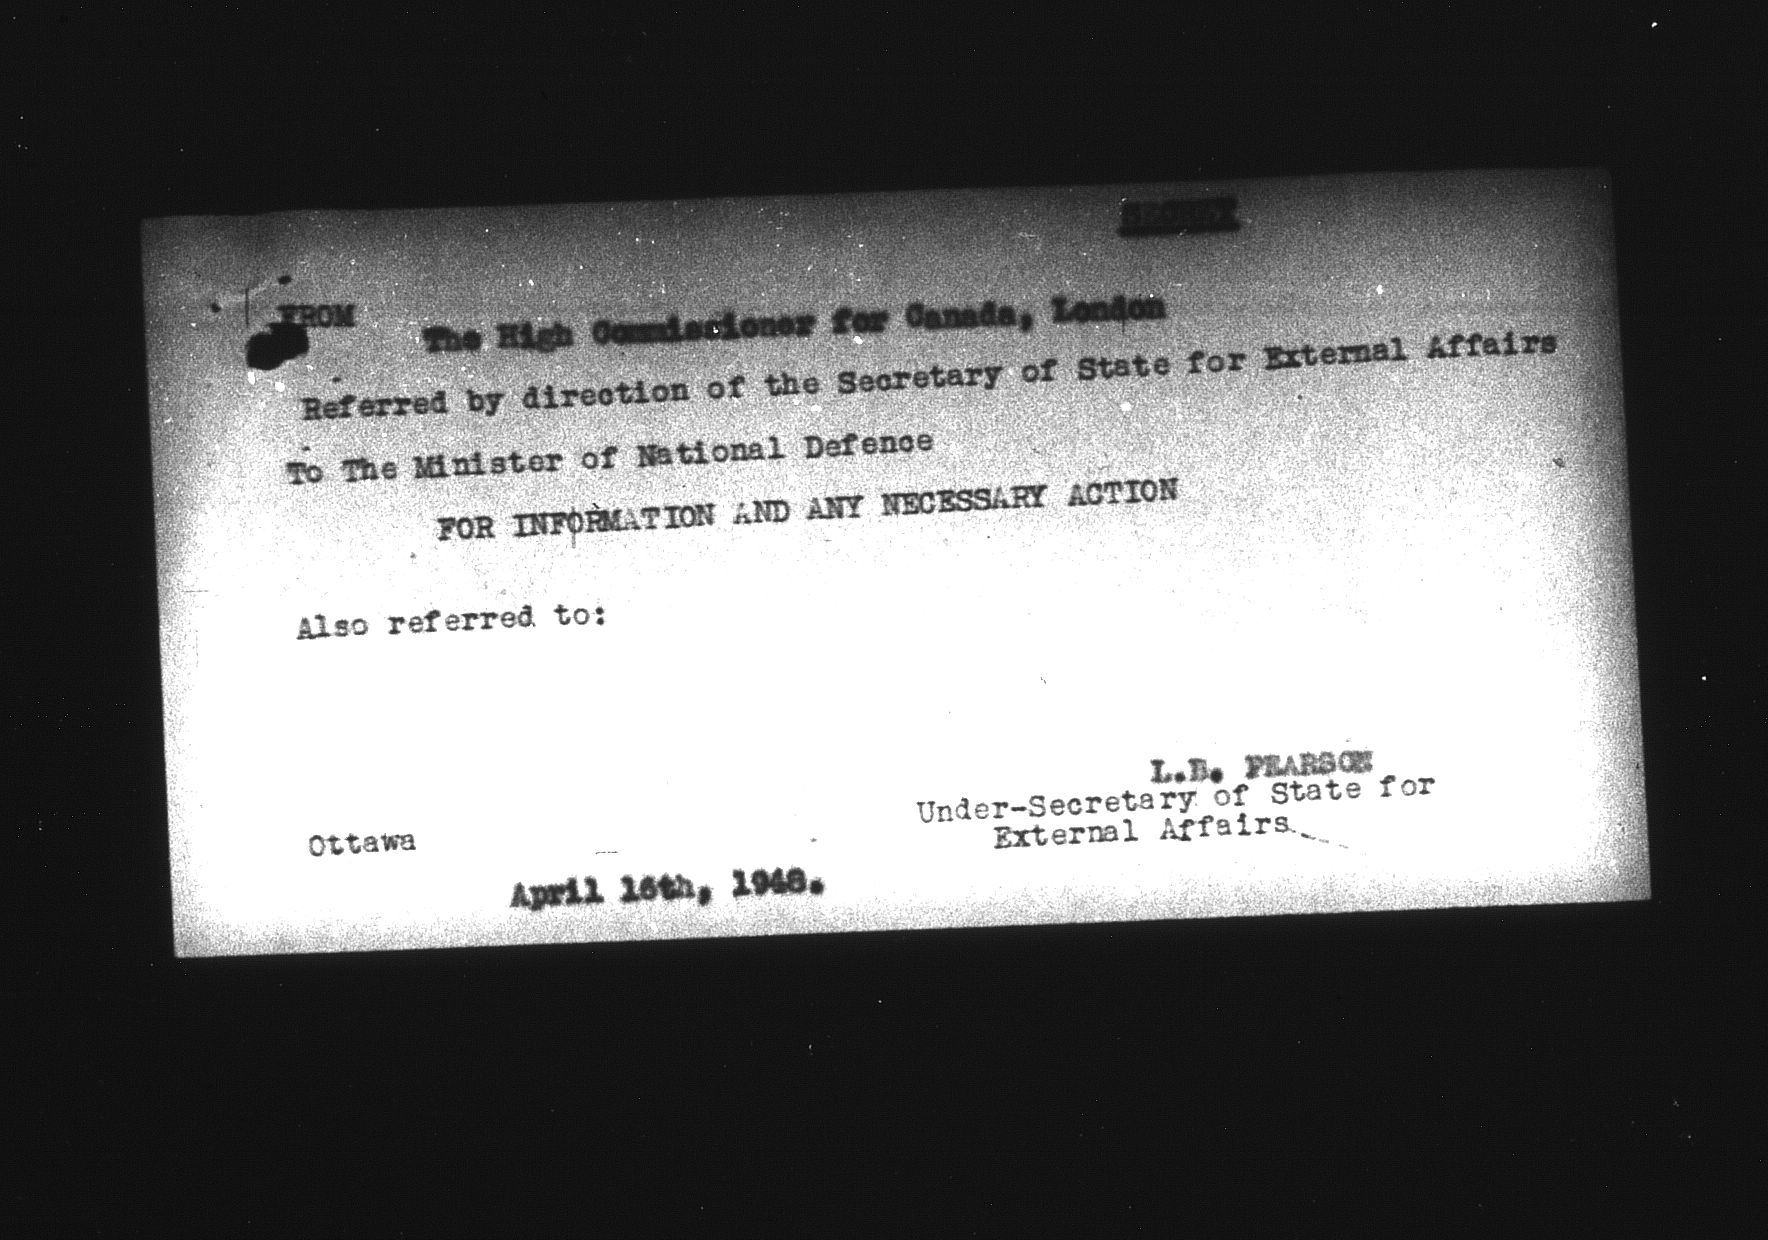 SECRET
FROM
The High Commissioner for Canada, London
Referred by direction of the Secretary of State for External Affairs
To The Minister of National Defence
FOR INFORMATION AND ANY NECESSARY ACTION
Also referred to:
L.B. PEARSON
Under-Secretary of State for
External Affairs
Ottawa
April 16th, 1948.